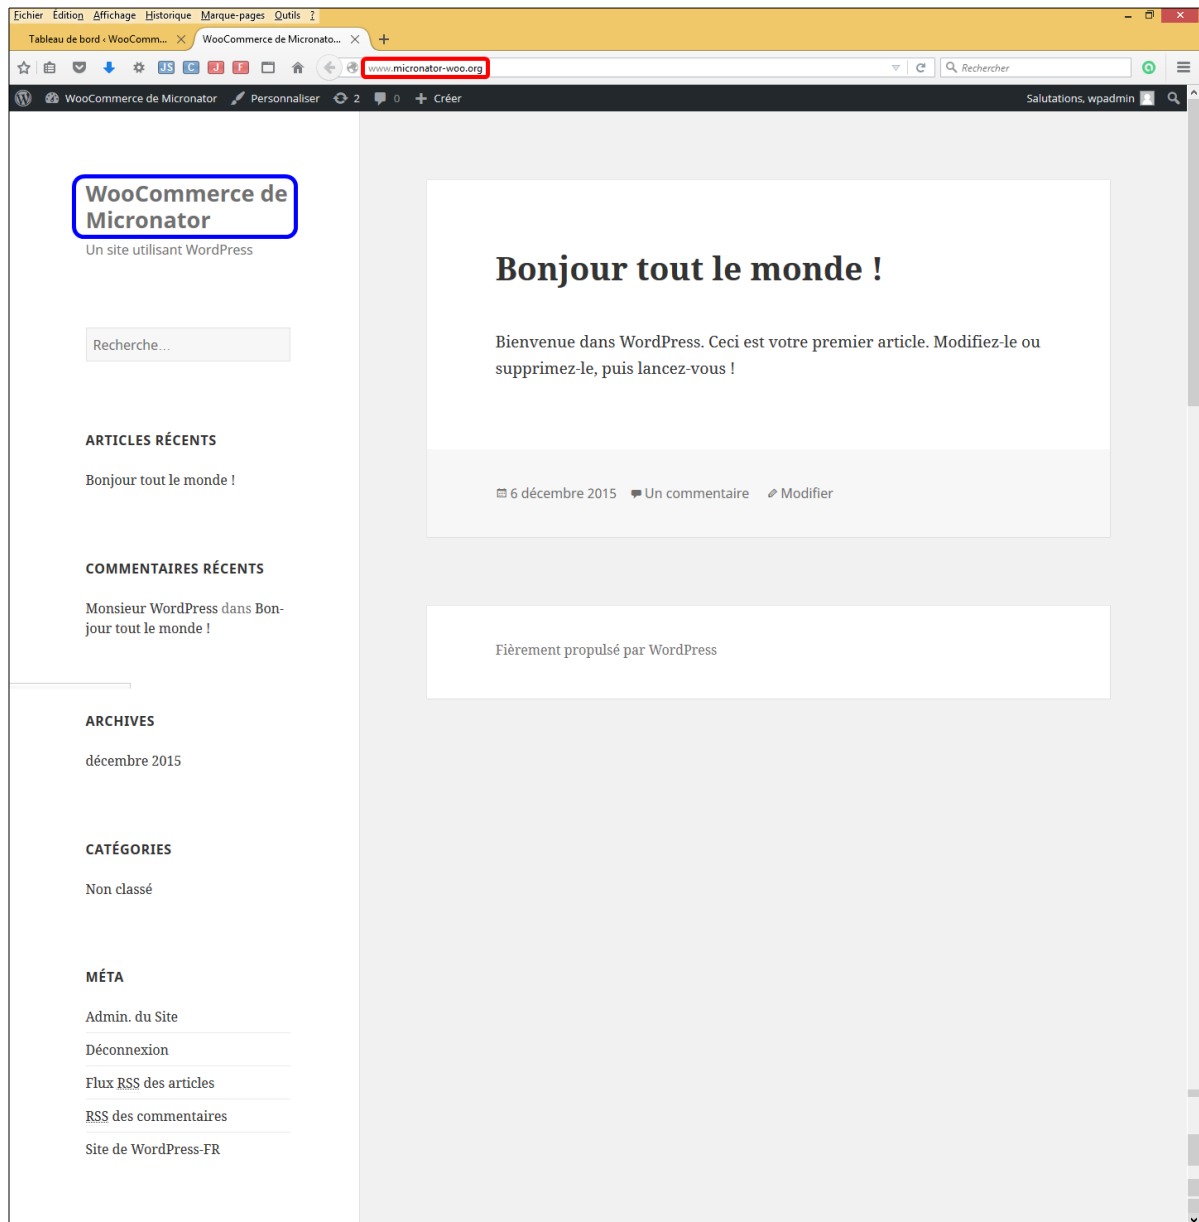 Fichier Édition Affichage Historique Marque-pages Outils ?
Tableau de bord ‹ WooComm... WooCommerce de Micronato...
JS C J F www.micronator-woo.org Rechercher
WooCommerce de Micronator Personnaliser 2 0 Créer Salutations, wpadmin
WooCommerce de
Micronator
Un site utilisant WordPress
Recherche…
ARTICLES RÉCENTS
Bonjour tout le monde !
COMMENTAIRES RÉCENTS
Monsieur WordPress dans Bon-
jour tout le monde !
ARCHIVES
décembre 2015
CATÉGORIES
Non classé
MÉTA
Admin. du Site
Déconnexion
Flux RSS des articles
RSS des commentaires
Site de WordPress-FR
Bonjour tout le monde !
Bienvenue dans WordPress. Ceci est votre premier article. Modifiez-le ou
supprimez-le, puis lancez-vous !
6 décembre 2015 Un commentaire Modifier
Fièrement propulsé par WordPress